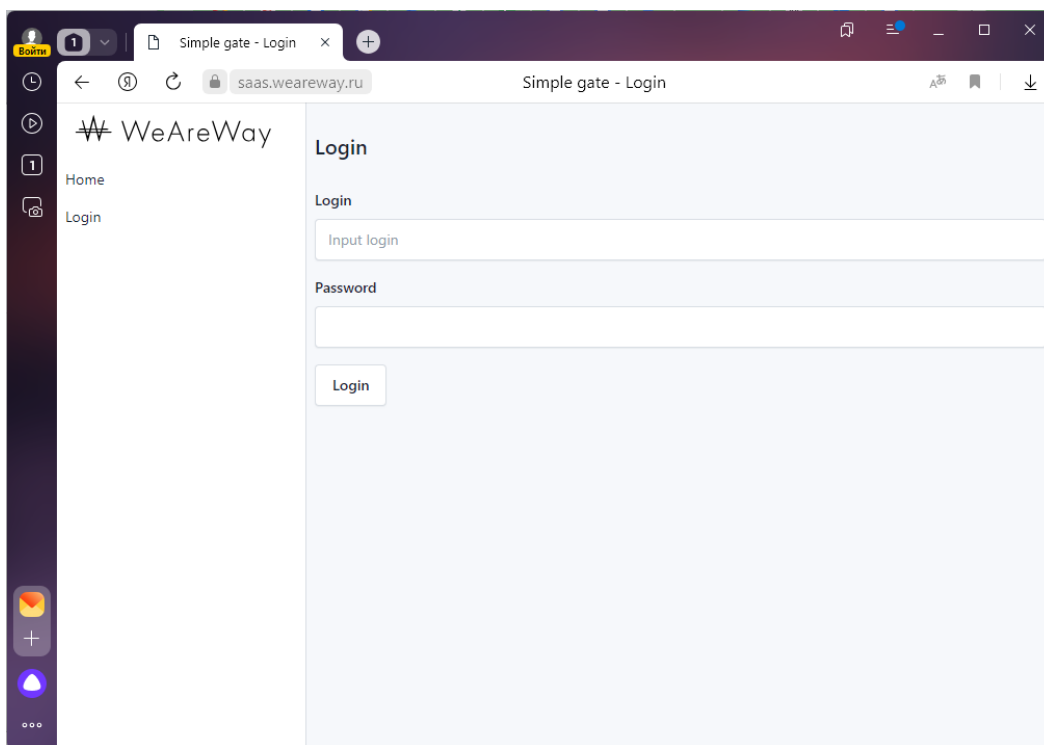 Войти
1
Simple gate - Login
saas.weareway.ru
Simple gate - Login
1
WeAreWay
Home
Login
Login
Login
Input login
Password
Login